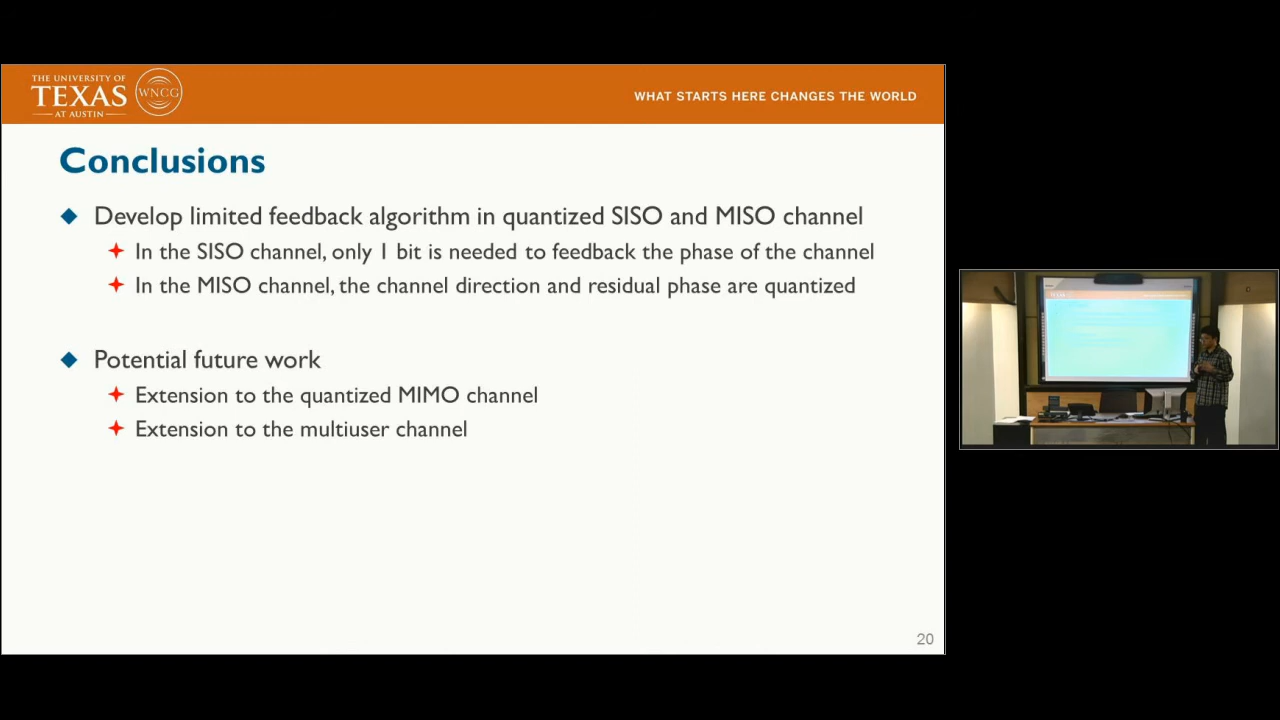 THE UNIVERSITY OF
TEXAS
AT AUSTIN
WNCG
WHAT STARTS HERE CHANGES THE WORLD
Conclusions
Develop limited feedback algorithm in quantized SISO and MISO channel
In the SISO channel, only 1 bit is needed to feedback the phase of the channel
In the MISO channel, the channel direction and residual phase are quantized
Potential future work
Extension to the quantized MIMO channel
Extension to the multiuser channel
20